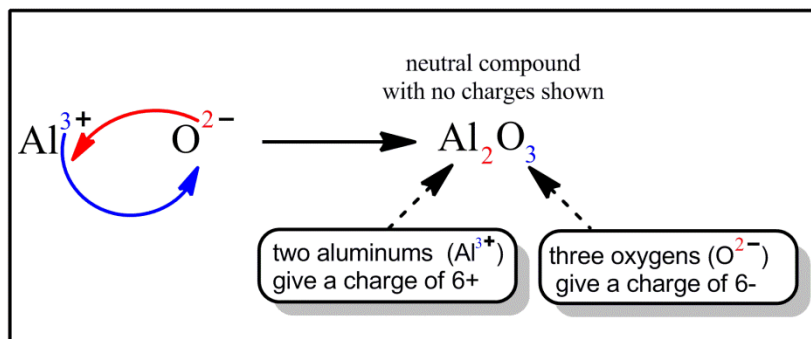 neutral compound
with no charges shown
Al³⁺ O²⁻ Al₂O₃
two aluminums (Al³⁺)
give a charge of 6+
three oxygens (O²⁻)
give a charge of 6-